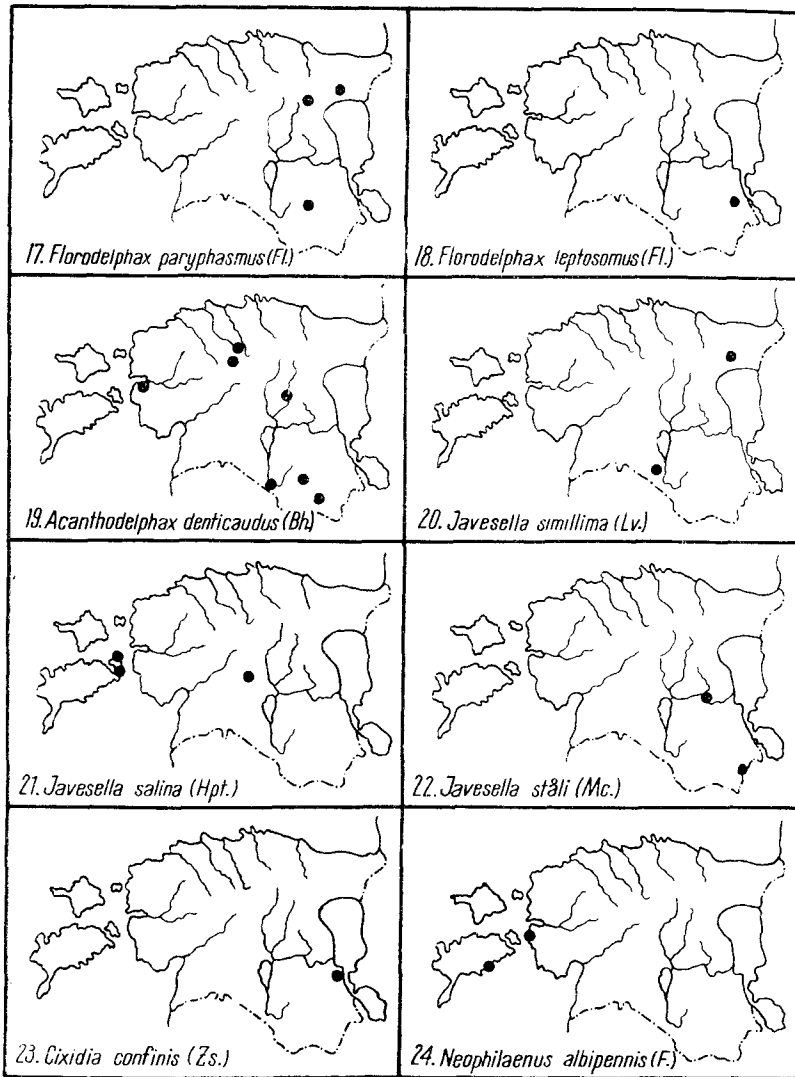 17. Florodelphax paryphasmus (Fl.)
18. Florodelphax leptosomus (Fl.)
19. Acanthodelphax denticaudus (Bh.)
20. Javesella simillima (Lv.)
21. Javesella salina (Hpt.)
22. Javesella ståli (Mc.)
23. Cixidia confinis (Zs.)
24. Neophilaenus albipennis (F.)